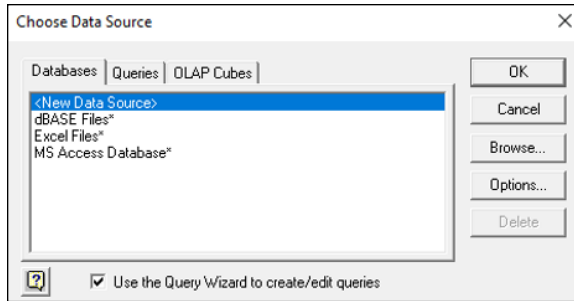 Choose Data Source
Databases Queries OLAP Cubes
<New Data Source>
dBASE Files*
Excel Files*
MS Access Database*
OK
Cancel
Browse...
Options...
Delete
? Use the Query Wizard to create/edit queries